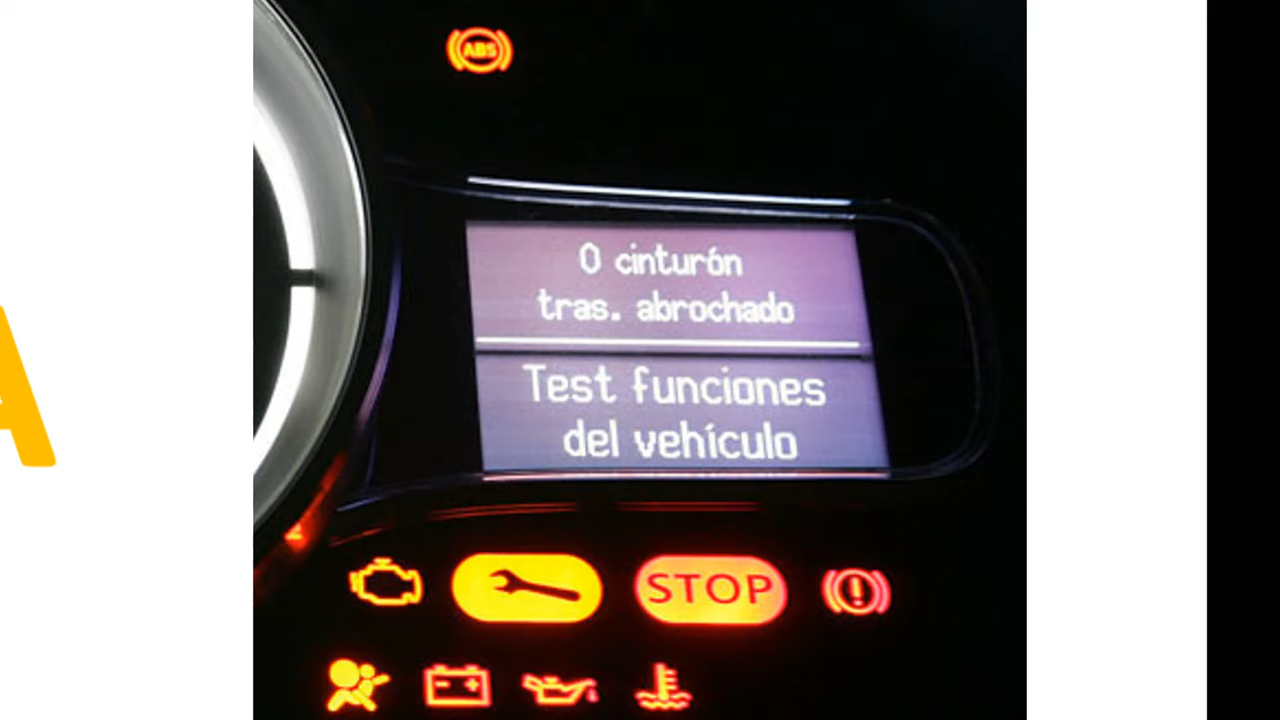 A
ABS
0 cinturón
tras. abrochado
Test funciones
del vehículo
STOP